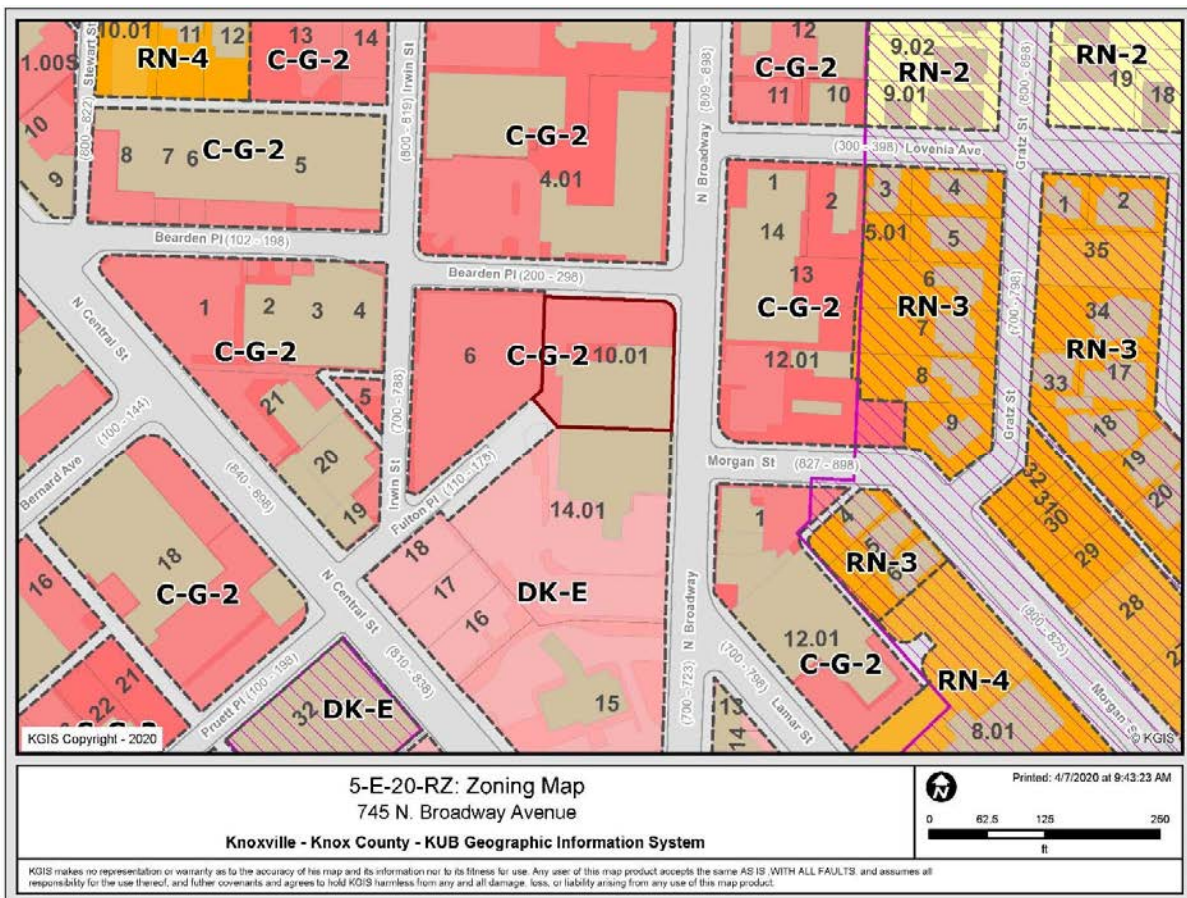 10.01
11
12
13
14
12
9.02
RN-2
RN-2
1.00S
Stewart St
RN-4
C-G-2
Irwin St
N Broadway
(809 - 898)
C-G-2
11
10
9.01
Gratz St
(800 - 898)
19
18
10
(800 - 822)
8
7
6
C-G-2
5
(800 - 819)
C-G-2
4.01
(300 - 398) Lovenia Ave
9
1
2
3
4
1
2
14
5.01
5
35
Bearden Pl (102 - 198)
Bearden Pl (200 - 298)
13
6
1
2
3
4
C-G-2
RN-3
34
N Central St
C-G-2
6
C-G-2
10.01
7
(700 - 798)
RN-3
12.01
8
33
17
5
(700 - 788)
21
9
18
Bernard Ave
(100 - 144)
(840 - 898)
20
Irwin St
Fulton Pl (110 - 178)
Morgan St
(827 - 898)
Gratz St
19
19
14.01
32
31
30
20
18
18
1
4
5
RN-3
6
29
16
C-G-2
N Central St
17
16
DK-E
N Broadway
12.01
28
(800 - 825)
(810 - 838)
(700 - 798)
C-G-2
RN-4
21
22
Pruett Pl (100 - 198)
15
(700 - 723)
13
14
Lamar St
Morgan St
C-G-2
32
DK-E
8.01
KGIS Copyright - 2020
© KGIS
5-E-20-RZ: Zoning Map
745 N. Broadway Avenue
Knoxville - Knox County - KUB Geographic Information System
N
Printed: 4/7/2020 at 9:43:23 AM
0 62.5 125 250
ft
KGIS makes no representation or warranty as to the accuracy of his map and its information nor to its fitness for use. Any user of this map product accepts the same AS IS ,WITH ALL FAULTS, and assumes all
responsibility for the use thereof, and futher covenants and agrees to hold KGIS harmless from any and all damage, loss, or liability arising from any use of this map product.